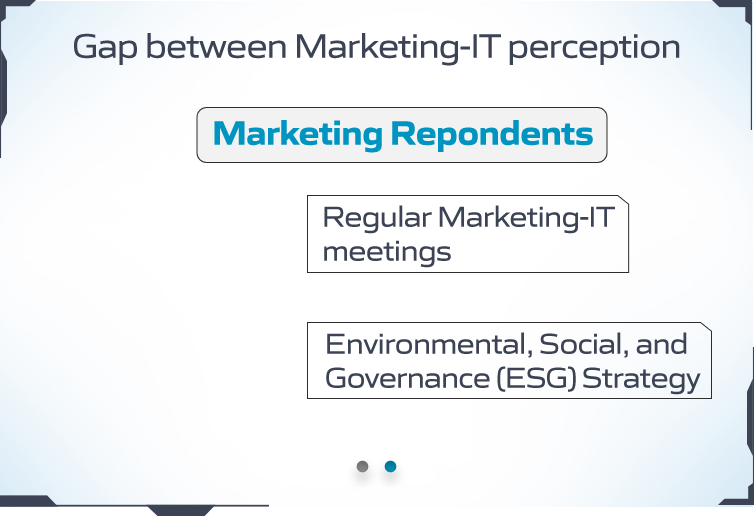 Gap between Marketing-IT perception
Marketing Repondents
Regular Marketing-IT
meetings
Environmental, Social, and
Governance (ESG) Strategy